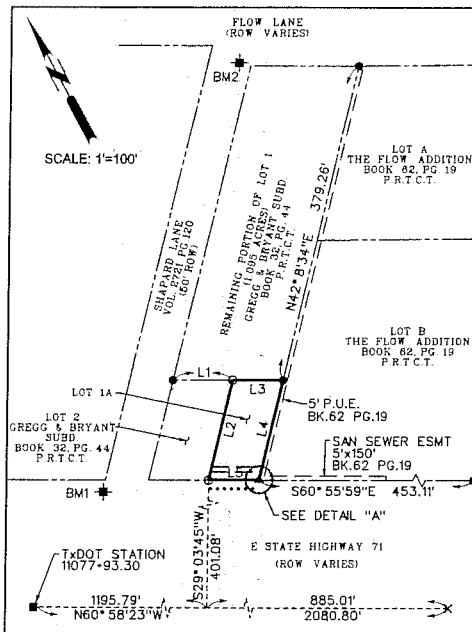 FLOW LANE
(ROW VARIES)
BM2
SCALE: 1'=100'
LOT A
THE FLOW ADDITION
BOOK 62, PG. 19
P.R.T.C.T.
379.26'
N42° 8'34"E
REMAINING PORTION OF LOT 1
(1.095 ACRES)
GREGG & BRYANT SUBD.
BOOK 32, PG. 44
P.R.T.C.T.
SHAPARD LANE
VOL. 2721 PG.120
(50' ROW)
LOT B
THE FLOW ADDITION
BOOK 62, PG. 19
P.R.T.C.T.
L1
L3
LOT 1A
L2
L4
5' P.U.E.
BK.62 PG.19
LOT 2
GREGG & BRYANT
SUBD.
BOOK 32, PG. 44
P.R.T.C.T.
SAN SEWER ESMT
5'x150'
BK.62 PG.19
L5
S60° 55'59"E 453.11'
BM1
SEE DETAIL "A"
S29° 03'45"W
401.08'
E STATE HIGHWAY 71
(ROW VARIES)
TxDOT STATION
11077+93.30
1195.79'
885.01'
N60° 58'23"W
2080.80'